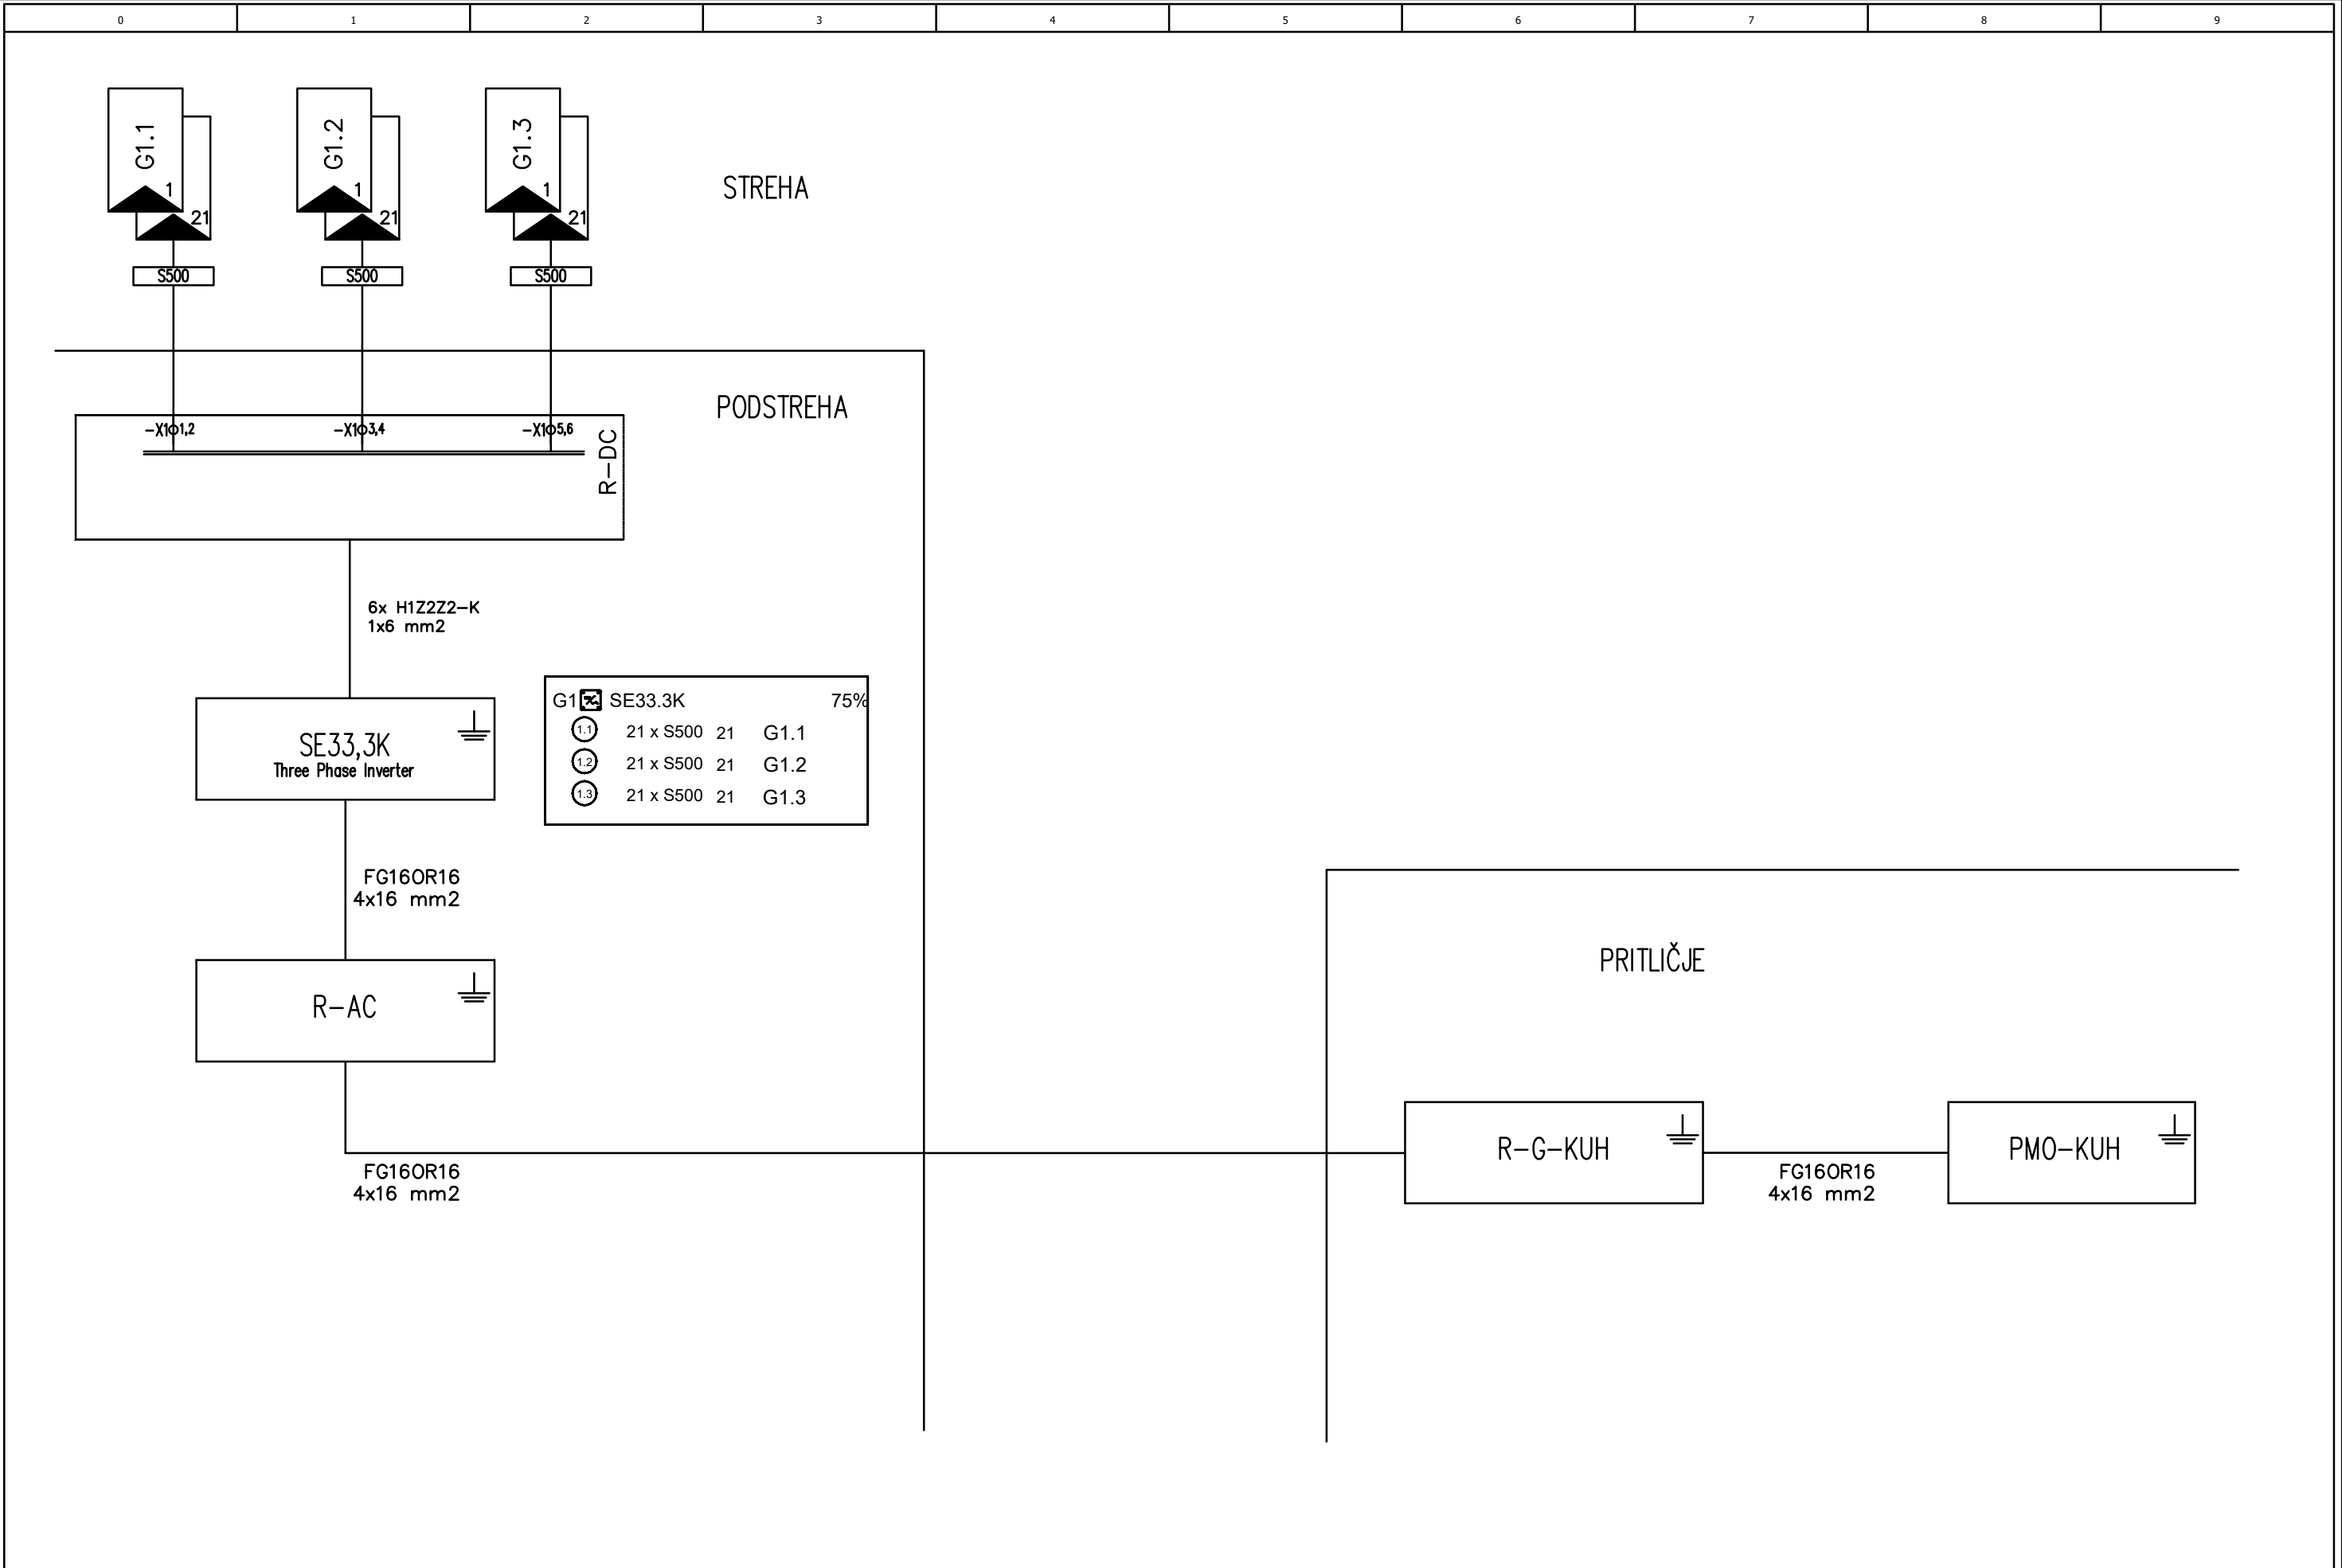 0 1 2 3 4 5 6 7 8 9
G1.1 G1.2 G1.3
1 1 1
21 21 21
STREHA
S500 S500 S500
PODSTREHA
-X1 1,2 -X1 3,4 -X1 5,6
R-DC
6x H1Z2Z2-K
1x6 mm2
G1 SE33.3K 75%
1.1 21 x S500 21 G1.1
1.2 21 x S500 21 G1.2
1.3 21 x S500 21 G1.3
SE33,3K
Three Phase Inverter
FG16OR16
4x16 mm2
PRITLIČJE
R-AC
R-G-KUH
PMO-KUH
FG16OR16
4x16 mm2
FG16OR16
4x16 mm2